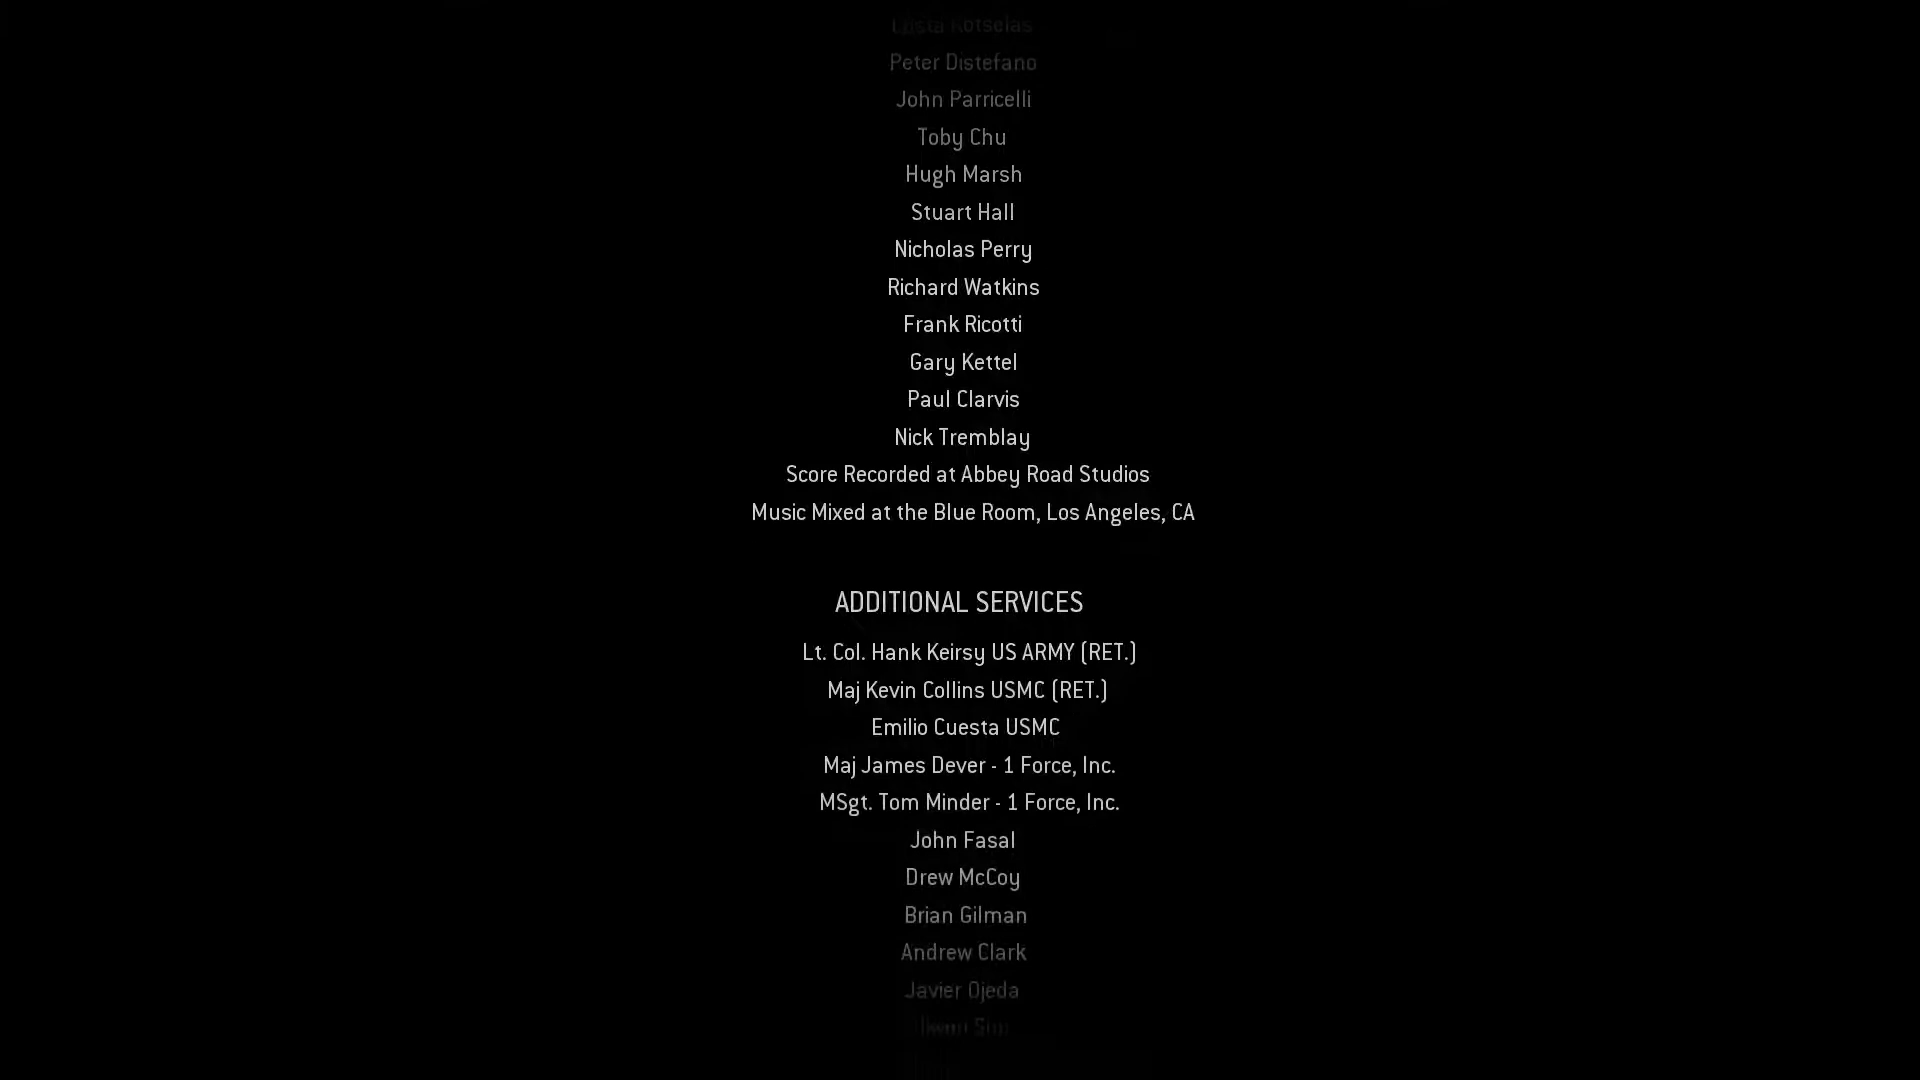 Kotselas
Peter Distefano
John Parricelli
Toby Chu
Hugh Marsh
Stuart Hall
Nicholas Perry
Richard Watkins
Frank Ricotti
Gary Kettel
Paul Clarvis
Nick Tremblay
Score Recorded at Abbey Road Studios
Music Mixed at the Blue Room, Los Angeles, CA
ADDITIONAL SERVICES
Lt. Col. Hank Keirsy US ARMY (RET.)
Maj Kevin Collins USMC (RET.)
Emilio Cuesta USMC
Maj James Dever - 1 Force, Inc.
MSgt. Tom Minder - 1 Force, Inc.
John Fasal
Drew McCoy
Brian Gilman
Andrew Clark
Javier Ojeda